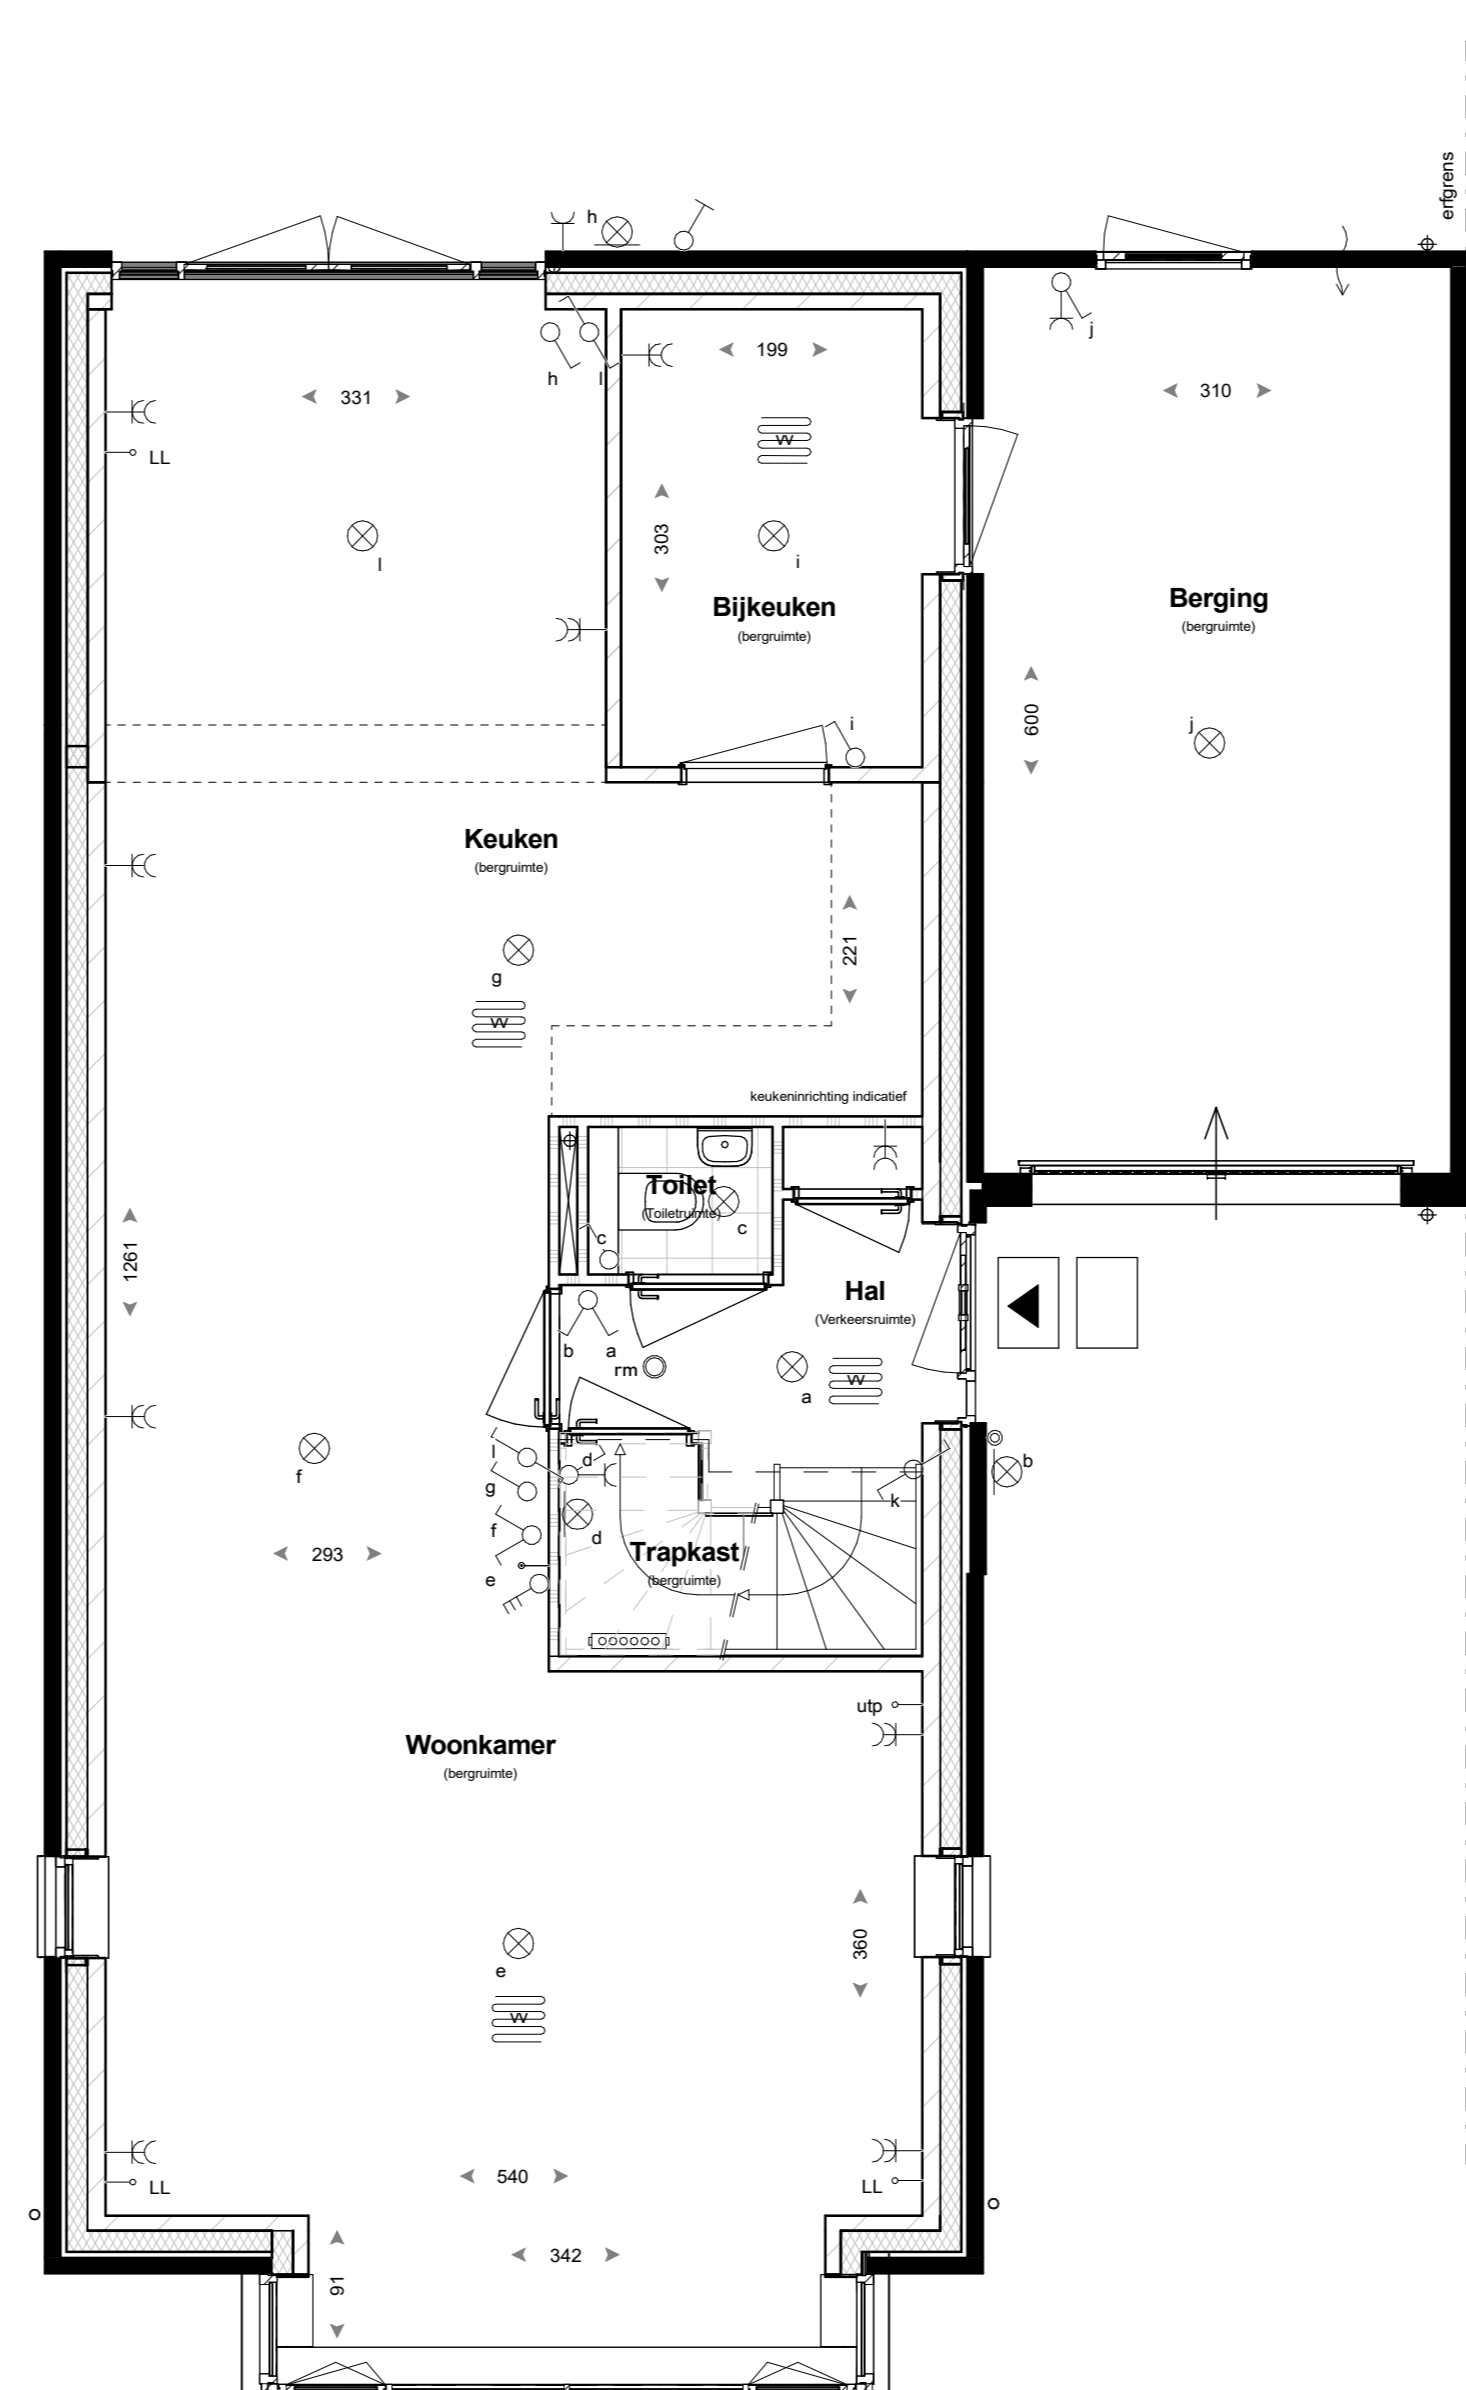 erfgrens
h
j
199
331
310
h
l
W
LL
303
l
i
Bijkeuken
(bergruimte)
Berging
(bergruimte)
600
i
j
Keuken
(bergruimte)
221
g
W
keukeninrichting indicatief
Toilet
(Toiletruimte)
c
c
1261
Hal
(Verkeersruimte)
b
a
rm
W
a
l
d
b
f
g
k
f
d
Trapkast
(bergruimte)
293
e
utp
Woonkamer
(bergruimte)
360
e
W
LL
540
LL
342
91